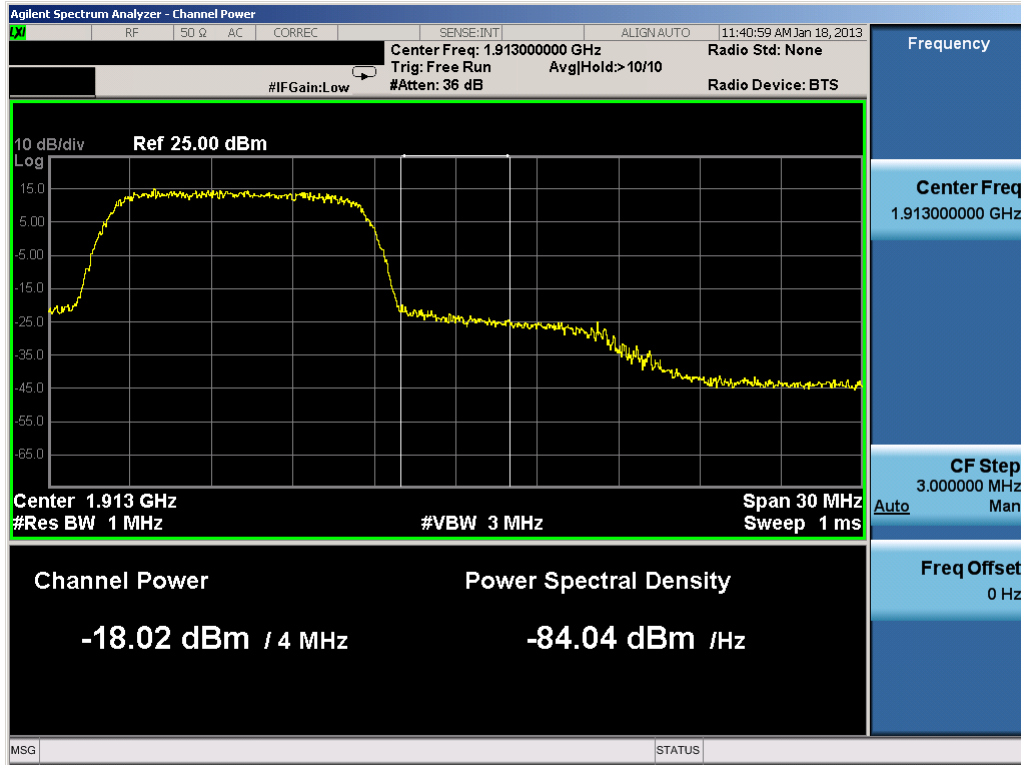 Agilent Spectrum Analyzer - Channel Power
LXI RF 50 Ω AC CORREC SENSE:INT ALIGN AUTO 11:40:59 AM Jan 18, 2013
Center Freq: 1.913000000 GHz Radio Std: None
Trig: Free Run Avg|Hold:>10/10
#IFGain:Low #Atten: 36 dB Radio Device: BTS
10 dB/div Ref 25.00 dBm
Log
15.0
5.00
-5.00
-15.0
-25.0
-35.0
-45.0
-55.0
-65.0
Center 1.913 GHz Span 30 MHz
#Res BW 1 MHz #VBW 3 MHz Sweep 1 ms
Channel Power Power Spectral Density
-18.02 dBm / 4 MHz -84.04 dBm /Hz
MSG STATUS
Frequency
Center Freq
1.913000000 GHz
CF Step
3.000000 MHz
Auto Man
Freq Offset
0 Hz